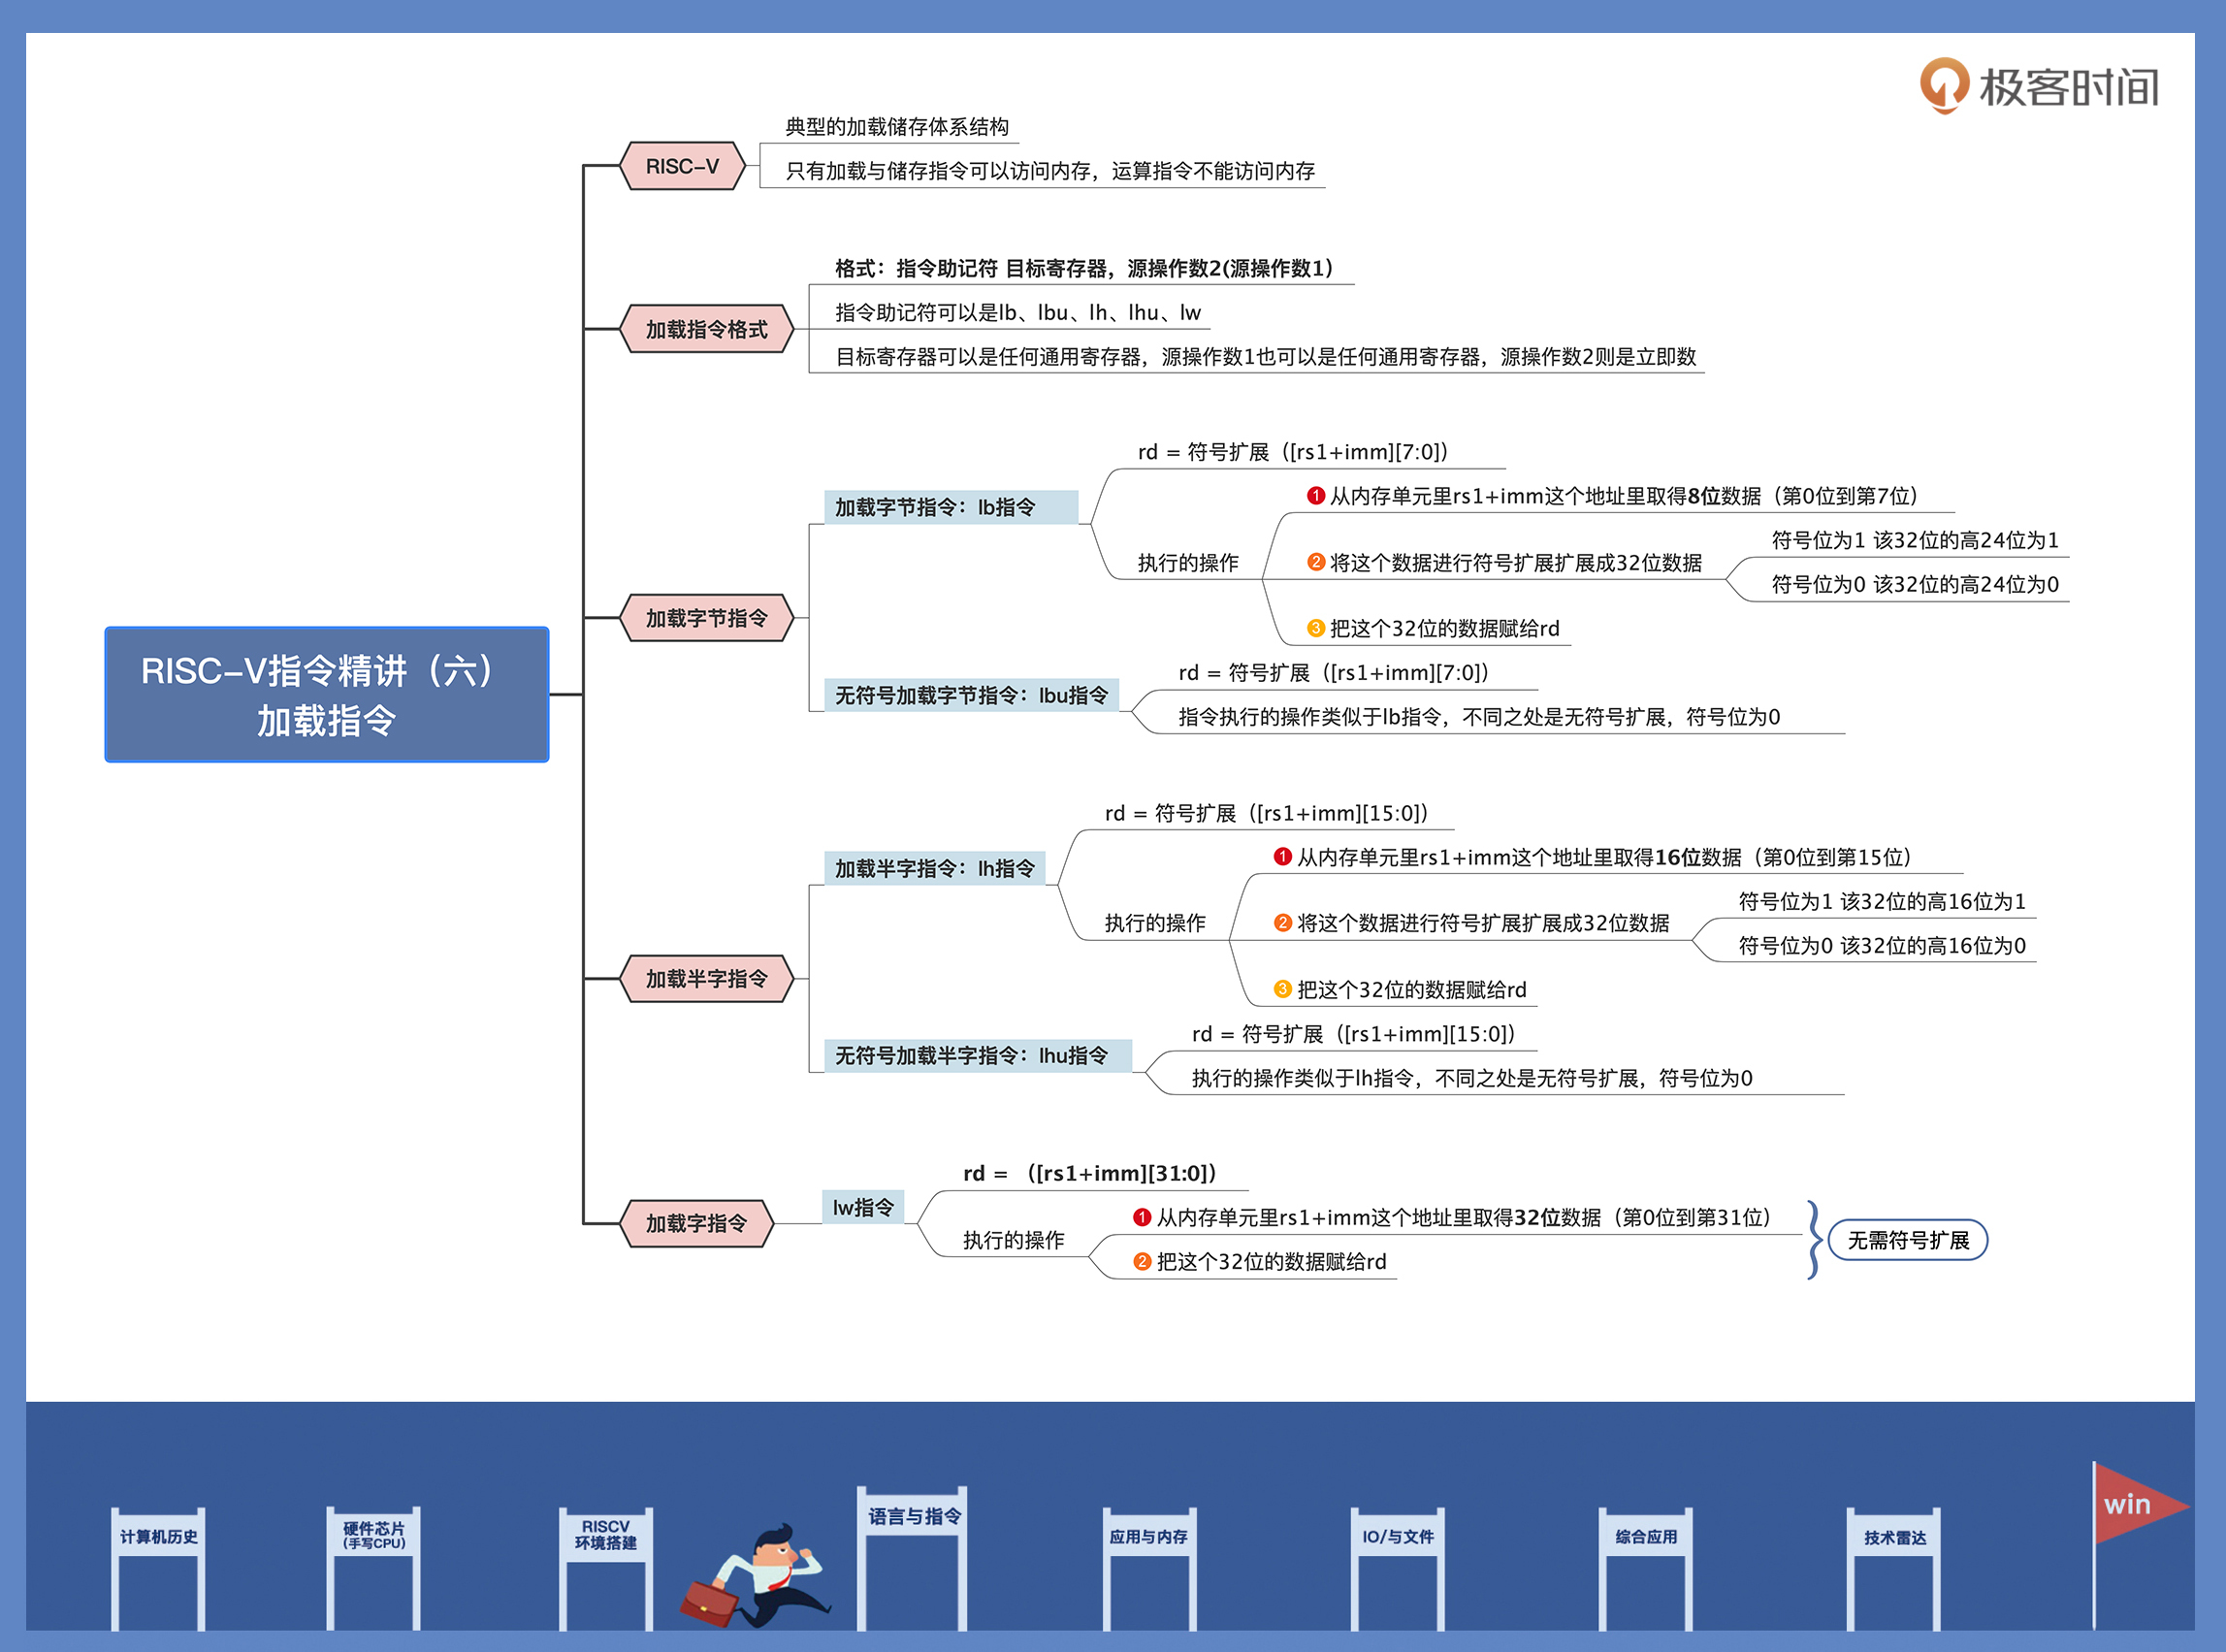 极客时间
RISC-V指令精讲（六）
加载指令
RISC-V
典型的加载储存体系结构
只有加载与储存指令可以访问内存，运算指令不能访问内存
加载指令格式
格式：指令助记符 目标寄存器，源操作数2(源操作数1)
指令助记符可以是lb、lbu、lh、lhu、lw
目标寄存器可以是任何通用寄存器，源操作数1也可以是任何通用寄存器，源操作数2则是立即数
加载字节指令
加载字节指令：lb指令
rd = 符号扩展（[rs1+imm][7:0]）
执行的操作
1 从内存单元里rs1+imm这个地址里取得8位数据（第0位到第7位）
2 将这个数据进行符号扩展扩展成32位数据
符号位为1 该32位的高24位为1
符号位为0 该32位的高24位为0
3 把这个32位的数据赋给rd
无符号加载字节指令：lbu指令
rd = 符号扩展（[rs1+imm][7:0]）
指令执行的操作类似于lb指令，不同之处是无符号扩展，符号位为0
加载半字指令
加载半字指令：lh指令
rd = 符号扩展（[rs1+imm][15:0]）
执行的操作
1 从内存单元里rs1+imm这个地址里取得16位数据（第0位到第15位）
2 将这个数据进行符号扩展扩展成32位数据
符号位为1 该32位的高16位为1
符号位为0 该32位的高16位为0
3 把这个32位的数据赋给rd
无符号加载半字指令：lhu指令
rd = 符号扩展（[rs1+imm][15:0]）
执行的操作类似于lh指令，不同之处是无符号扩展，符号位为0
加载字指令
lw指令
rd = （[rs1+imm][31:0]）
执行的操作
1 从内存单元里rs1+imm这个地址里取得32位数据（第0位到第31位）
2 把这个32位的数据赋给rd
无需符号扩展
计算机历史
硬件芯片
（手写CPU）
RISCV
环境搭建
语言与指令
应用与内存
IO/与文件
综合应用
技术雷达
win